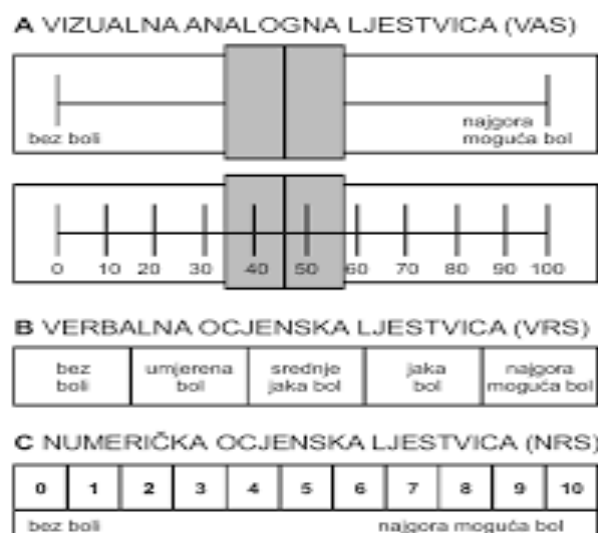 A VIZUALNA ANALOGNA LJESTVICA (VAS)
bez boli
najgora
moguća bol
0 10 20 30 40 50 60 70 80 90 100
B VERBALNA OCJENSKA LJESTVICA (VRS)
bez
boli
umjerena
bol
srednje
jaka bol
jaka
bol
najgora
moguća bol
C NUMERIČKA OCJENSKA LJESTVICA (NRS)
0 1 2 3 4 5 6 7 8 9 10
bez boli najgora moguća bol